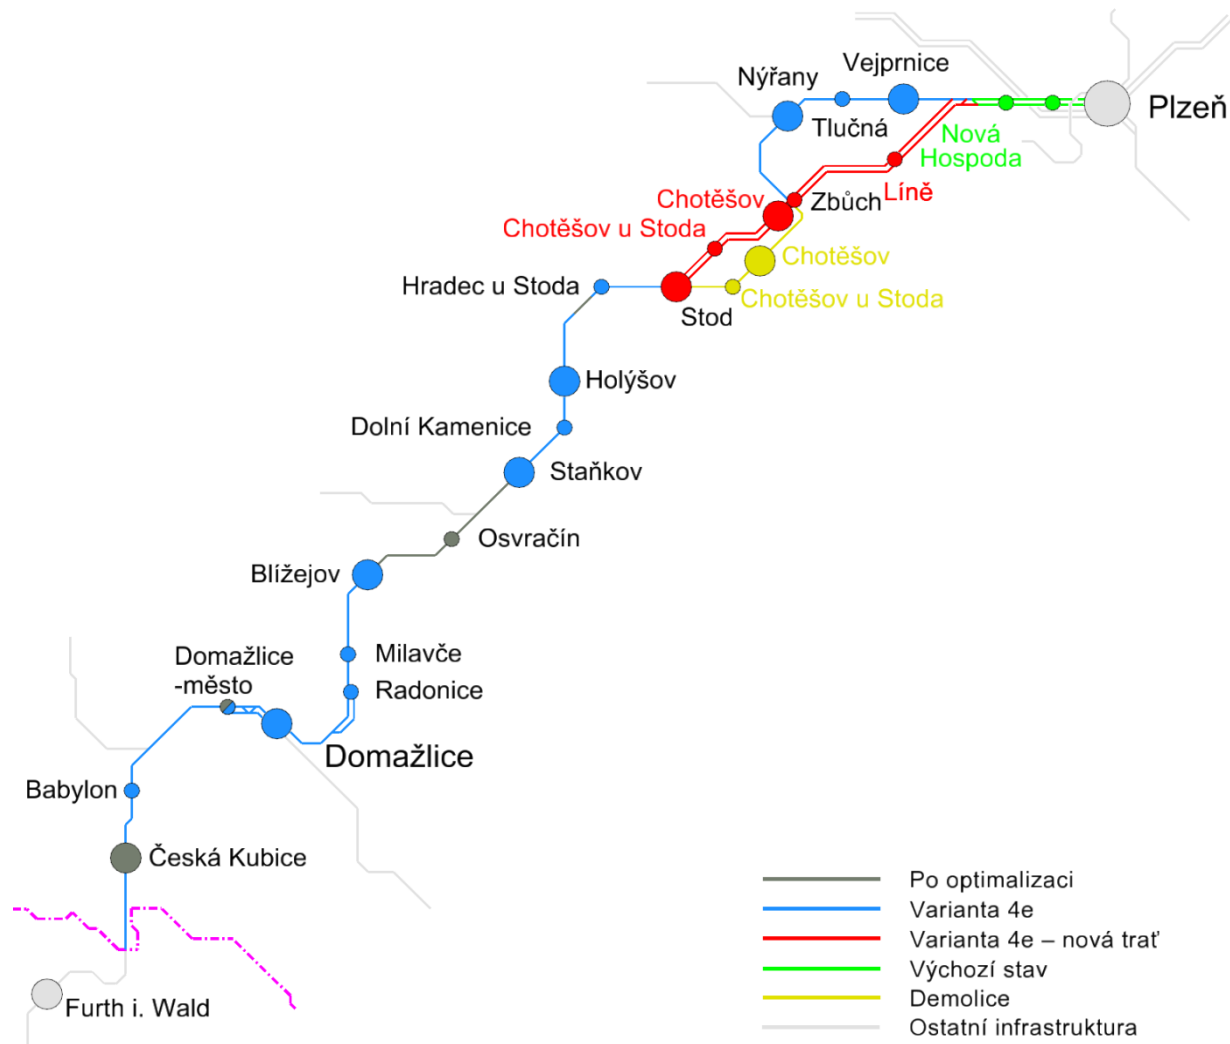 Vejprnice
Nýřany
Plzeň
Tlučná
Nová
Hospoda
Líně
Zbůch
Chotěšov
Chotěšov u Stoda
Chotěšov
Chotěšov u Stoda
Hradec u Stoda
Stod
Holýšov
Dolní Kamenice
Staňkov
Osvračín
Blížejov
Milavče
Domažlice
-město
Radonice
Domažlice
Babylon
Česká Kubice
Furth i. Wald
Po optimalizaci
Varianta 4e
Varianta 4e – nová trať
Výchozí stav
Demolice
Ostatní infrastruktura